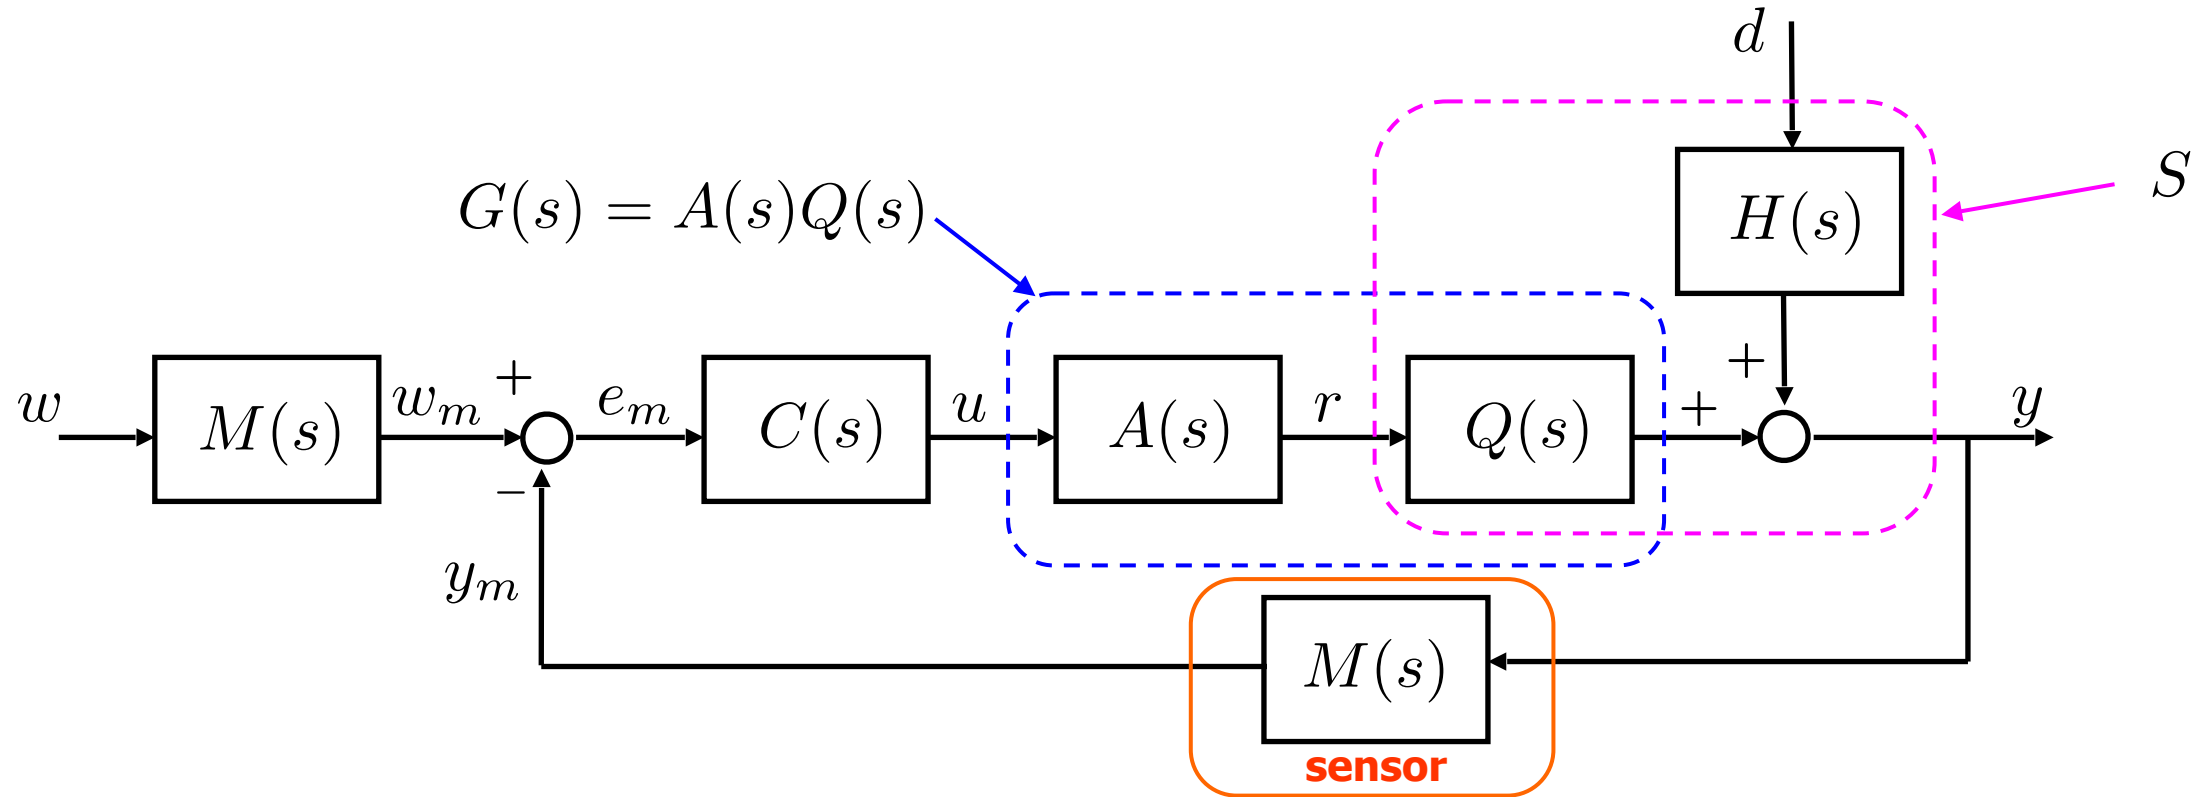 d
S
G(s) = A(s)Q(s)
H(s)
w
M(s)
w_m
+
−
e_m
C(s)
u
A(s)
r
Q(s)
+
+
y
y_m
M(s)
sensor